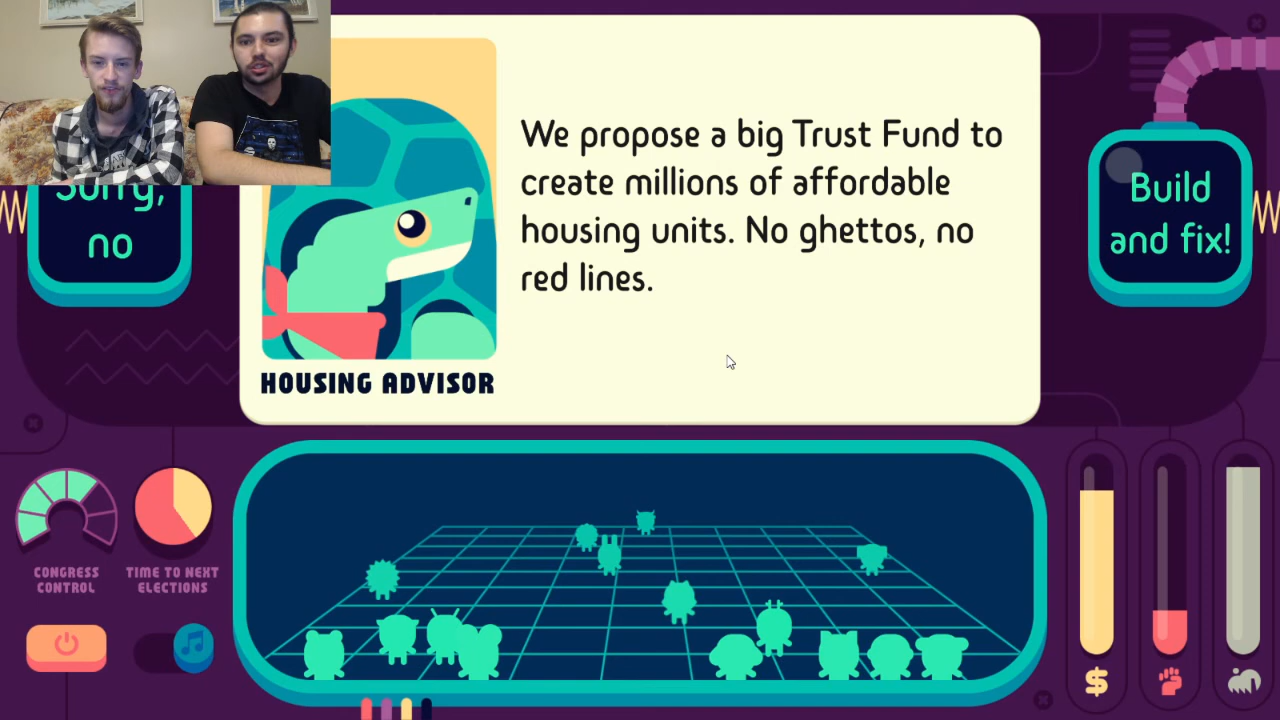 We propose a big Trust Fund to
create millions of affordable
housing units. No ghettos, no
red lines.
Sorry,
no
Build
and fix!
HOUSING ADVISOR
CONGRESS
CONTROL
TIME TO NEXT
ELECTIONS
$